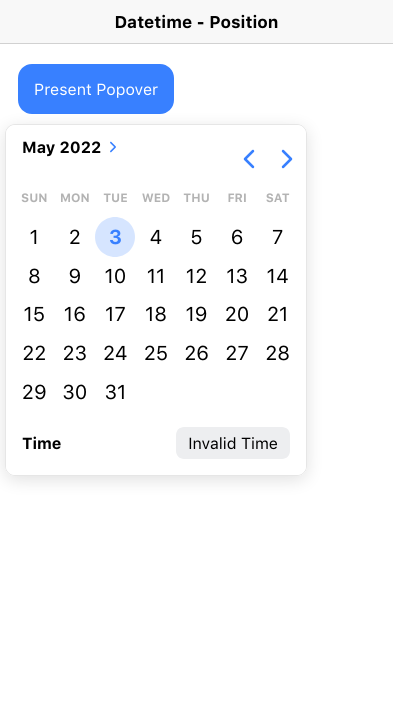 Datetime - Position
Present Popover
May 2022
SUN MON TUE WED THU FRI SAT
1 2 3 4 5 6 7
8 9 10 11 12 13 14
15 16 17 18 19 20 21
22 23 24 25 26 27 28
29 30 31
Time Invalid Time